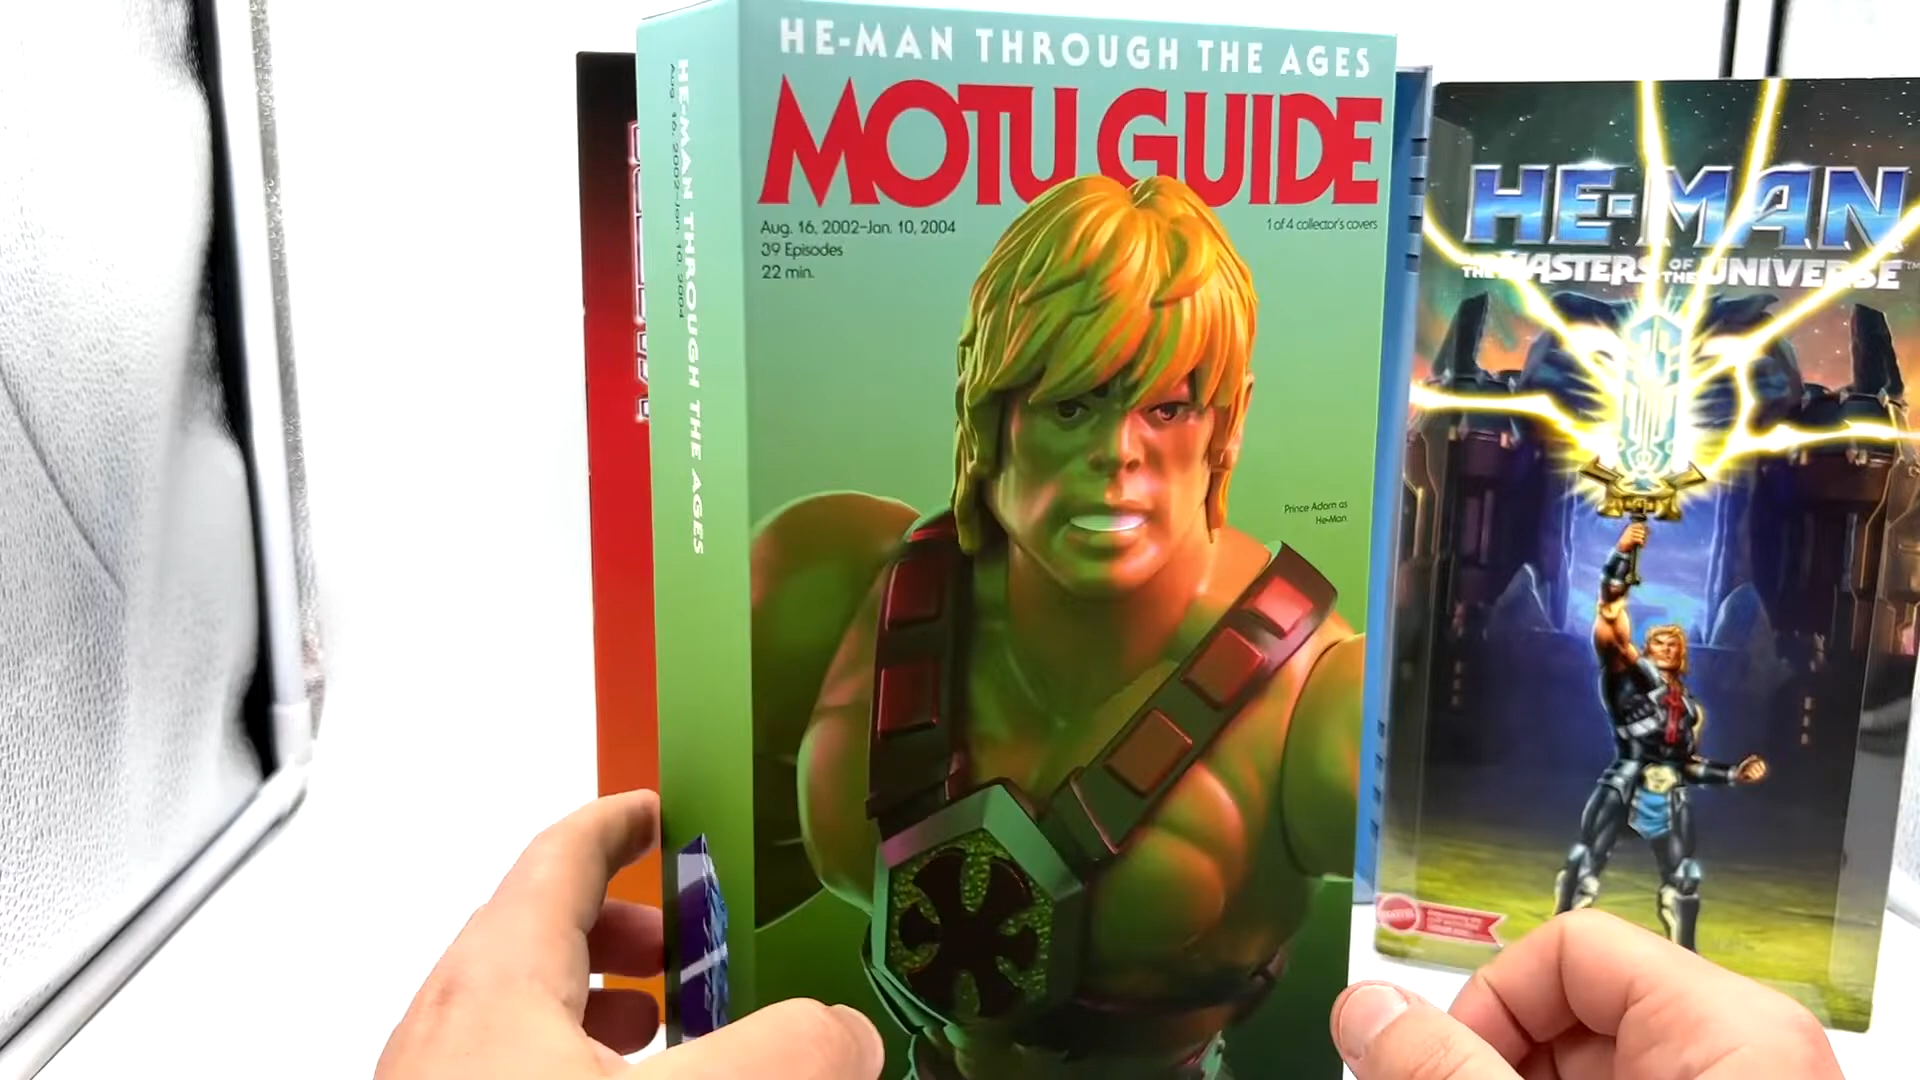 HE-MAN THROUGH THE AGES
MOTU GUIDE
Aug. 16, 2002–Jan. 10, 2004
39 Episodes
22 min.
1 of 4 collector's covers
Prince Adam as
He-Man.
HE-MAN THROUGH THE AGES
Aug. 16, 2002–Jan. 10, 2004
HE-MAN
AND THE MASTERS OF THE UNIVERSE™